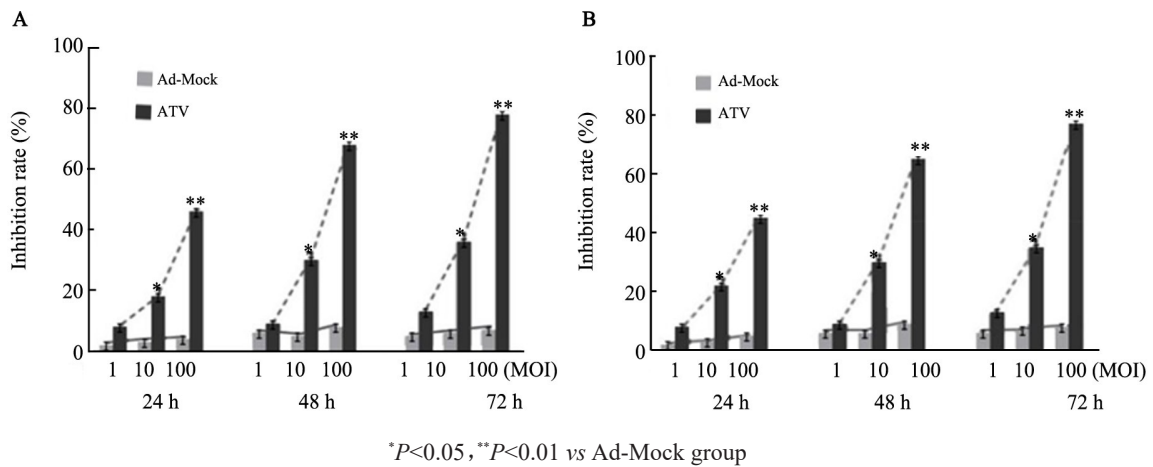 A
100
80
60
40
20
0
Inhibition rate (%)
Ad-Mock
ATV
*
**
*
**
*
**
1 10 100 1 10 100 1 10 100 (MOI)
24 h 48 h 72 h
B
100
80
60
40
20
0
Inhibition rate (%)
Ad-Mock
ATV
*
**
*
**
*
**
1 10 100 1 10 100 1 10 100 (MOI)
24 h 48 h 72 h
*P<0.05，**P<0.01 vs Ad-Mock group